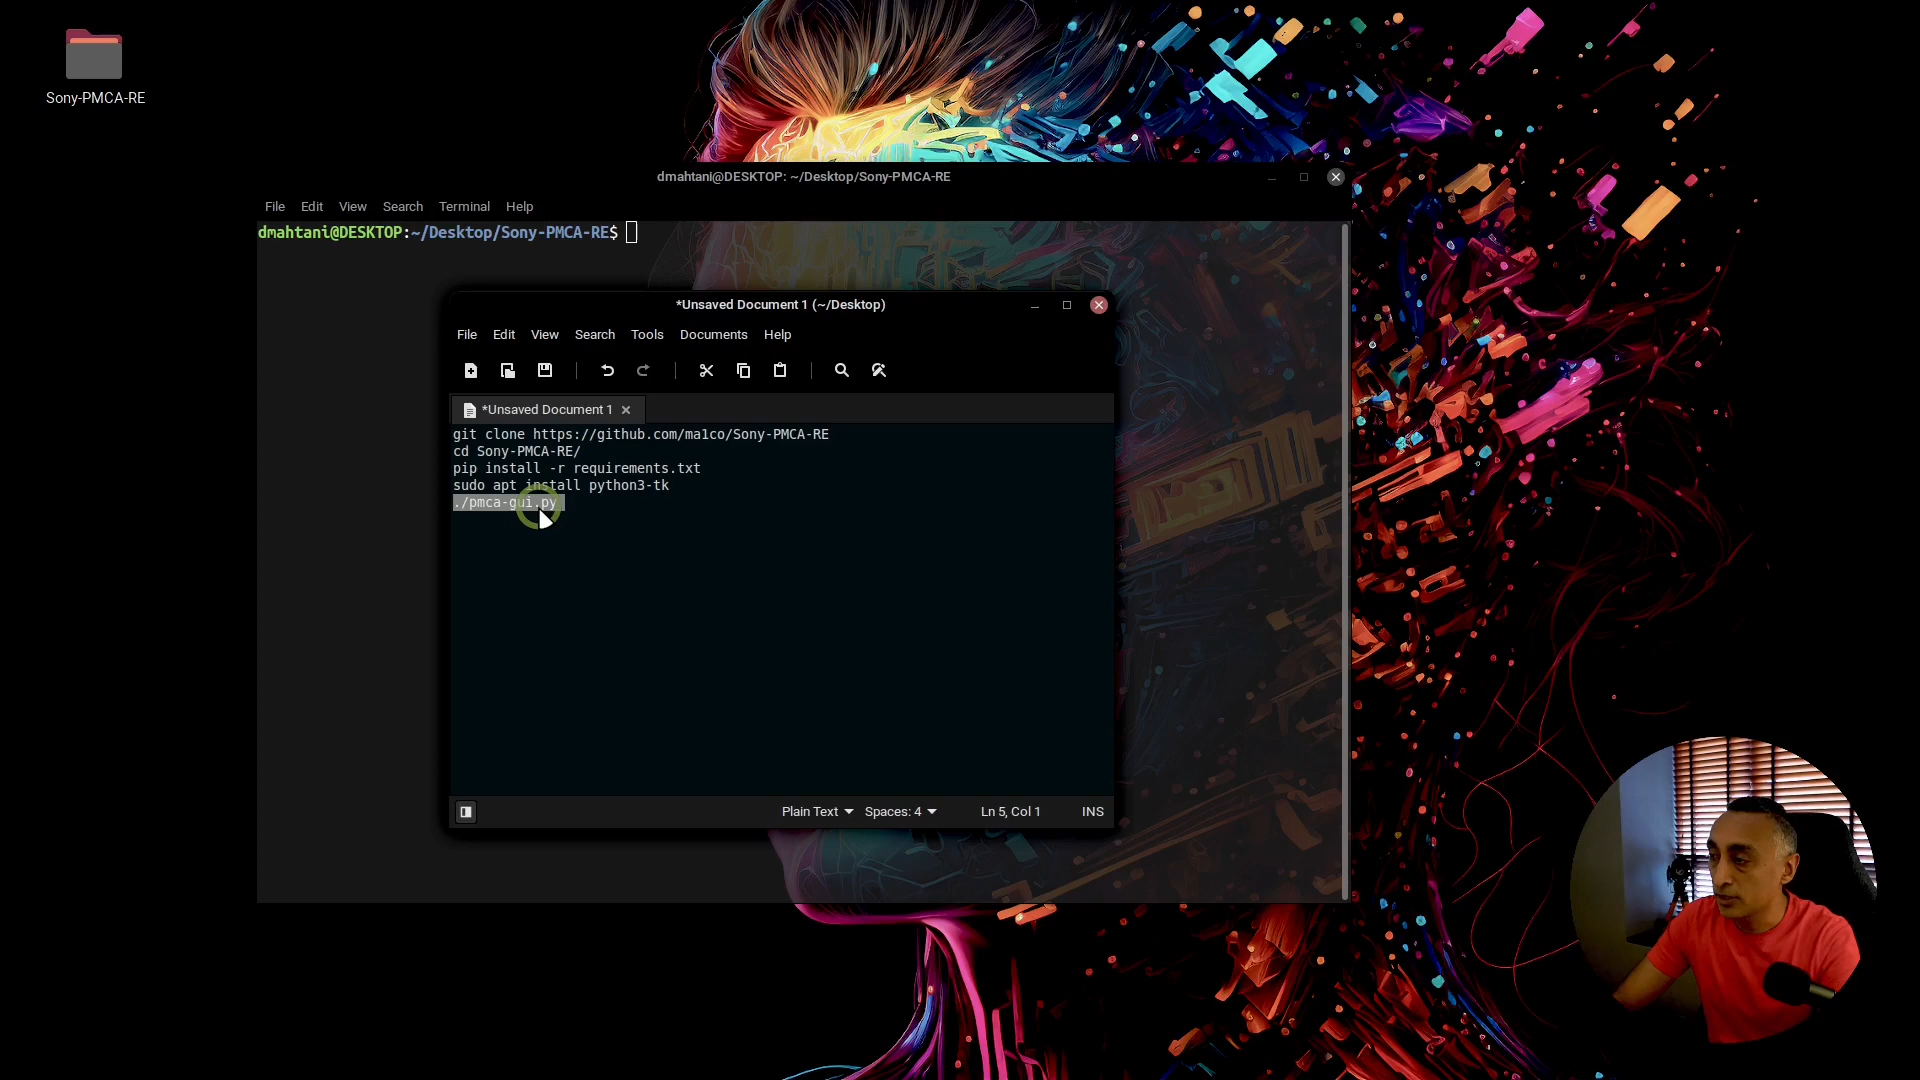 Sony-PMCA-RE
dmahtani@DESKTOP: ~/Desktop/Sony-PMCA-RE
File Edit View Search Terminal Help
dmahtani@DESKTOP:~/Desktop/Sony-PMCA-RE$
*Unsaved Document 1 (~/Desktop)
File Edit View Search Tools Documents Help
*Unsaved Document 1
git clone https://github.com/ma1co/Sony-PMCA-RE
cd Sony-PMCA-RE/
pip install -r requirements.txt
sudo apt install python3-tk
./pmca-gui.py
Plain Text Spaces: 4 Ln 5, Col 1 INS